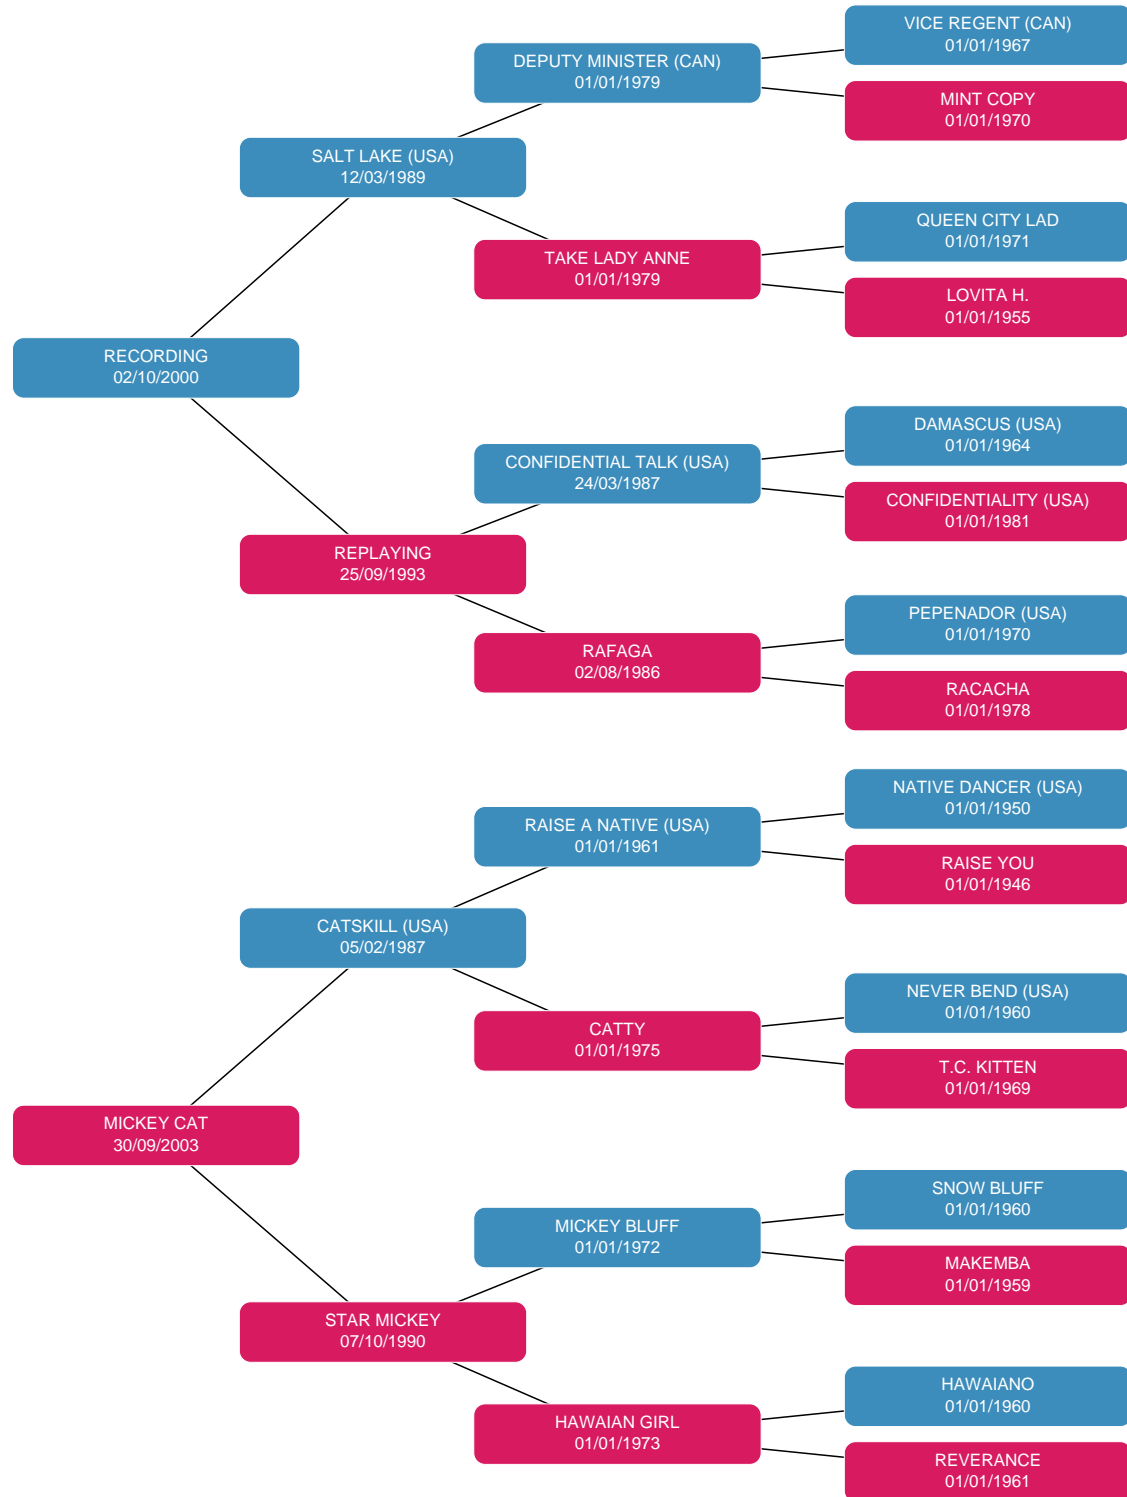 VICE REGENT (CAN)
01/01/1967
DEPUTY MINISTER (CAN)
01/01/1979
MINT COPY
01/01/1970
SALT LAKE (USA)
12/03/1989
QUEEN CITY LAD
01/01/1971
TAKE LADY ANNE
01/01/1979
LOVITA H.
01/01/1955
RECORDING
02/10/2000
DAMASCUS (USA)
01/01/1964
CONFIDENTIAL TALK (USA)
24/03/1987
CONFIDENTIALITY (USA)
01/01/1981
REPLAYING
25/09/1993
PEPENADOR (USA)
01/01/1970
RAFAGA
02/08/1986
RACACHA
01/01/1978
NATIVE DANCER (USA)
01/01/1950
RAISE A NATIVE (USA)
01/01/1961
RAISE YOU
01/01/1946
CATSKILL (USA)
05/02/1987
NEVER BEND (USA)
01/01/1960
CATTY
01/01/1975
T.C. KITTEN
01/01/1969
MICKEY CAT
30/09/2003
SNOW BLUFF
01/01/1960
MICKEY BLUFF
01/01/1972
MAKEMBA
01/01/1959
STAR MICKEY
07/10/1990
HAWAIANO
01/01/1960
HAWAIAN GIRL
01/01/1973
REVERANCE
01/01/1961